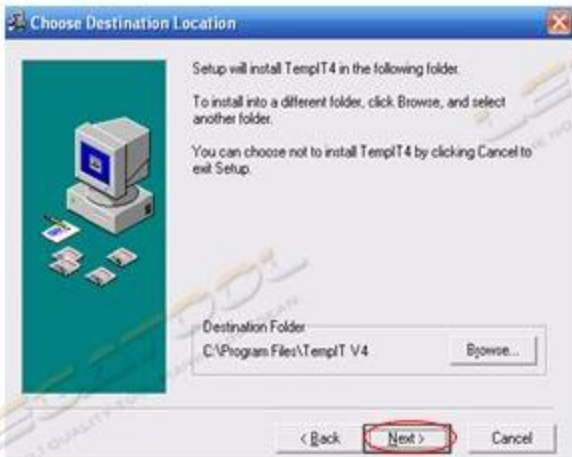 Choose Destination Location
Setup will install TempIT4 in the following folder.
To install into a different folder, click Browse, and select
another folder.
You can choose not to install TempIT4 by clicking Cancel to
exit Setup.
Destination Folder
C:\Program Files\TempIT V4
Browse...
< Back
Next >
Cancel